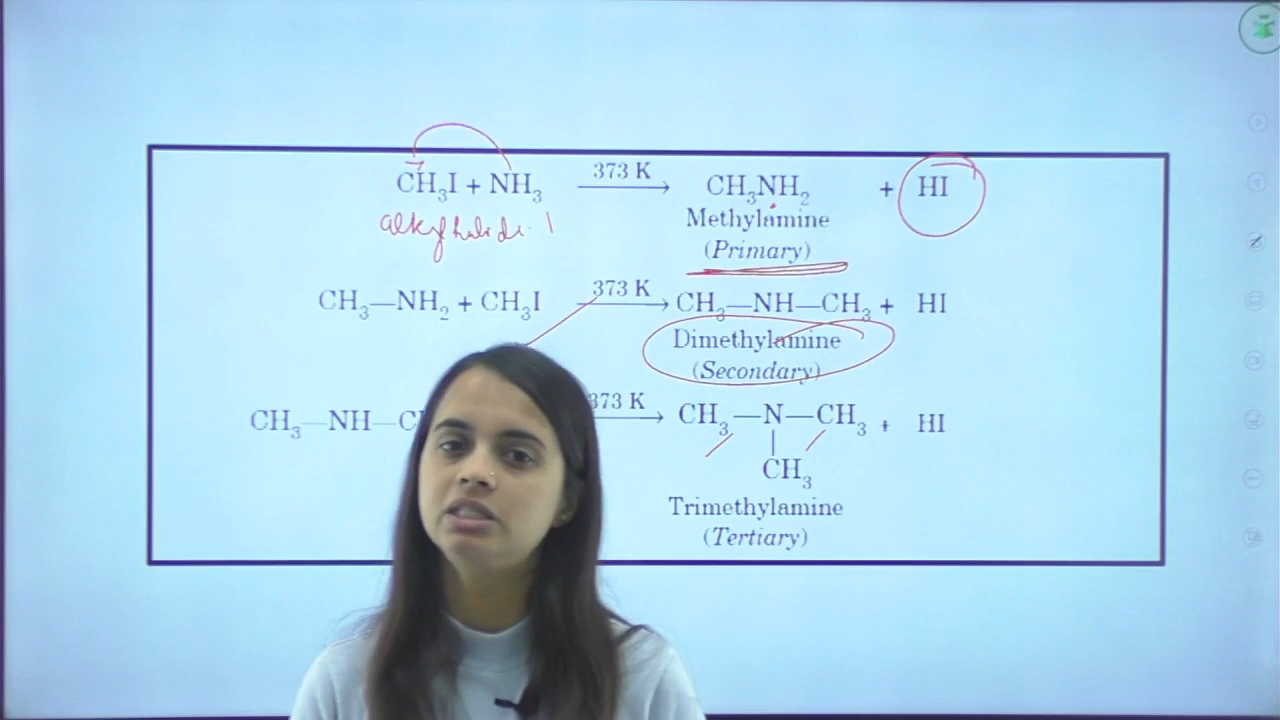 CH₃I + NH₃ 373 K → CH₃NH₂ + HI
alkyl halide
Methylamine
(Primary)
CH₃—NH₂ + CH₃I 373 K → CH₃—NH—CH₃ + HI
Dimethylamine
(Secondary)
CH₃—NH— 373 K → CH₃—N—CH₃ + HI
CH₃
Trimethylamine
(Tertiary)